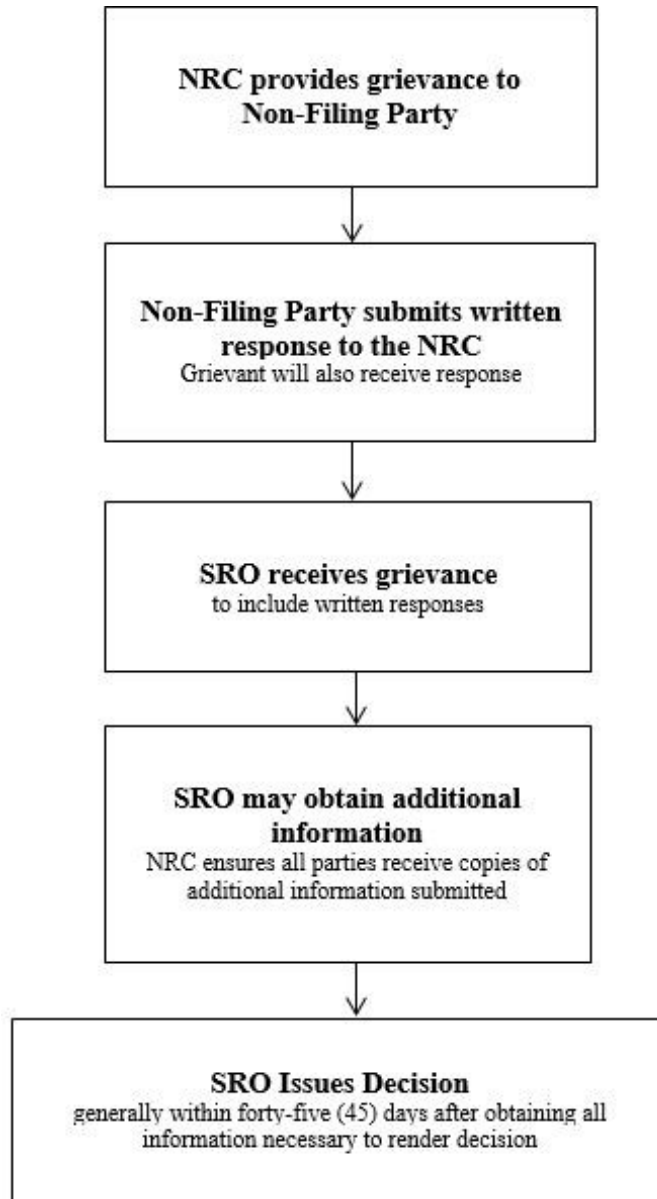 NRC provides grievance to
Non-Filing Party
Non-Filing Party submits written
response to the NRC
Grievant will also receive response
SRO receives grievance
to include written responses
SRO may obtain additional
information
NRC ensures all parties receive copies of
additional information submitted
SRO Issues Decision
generally within forty-five (45) days after obtaining all
information necessary to render decision